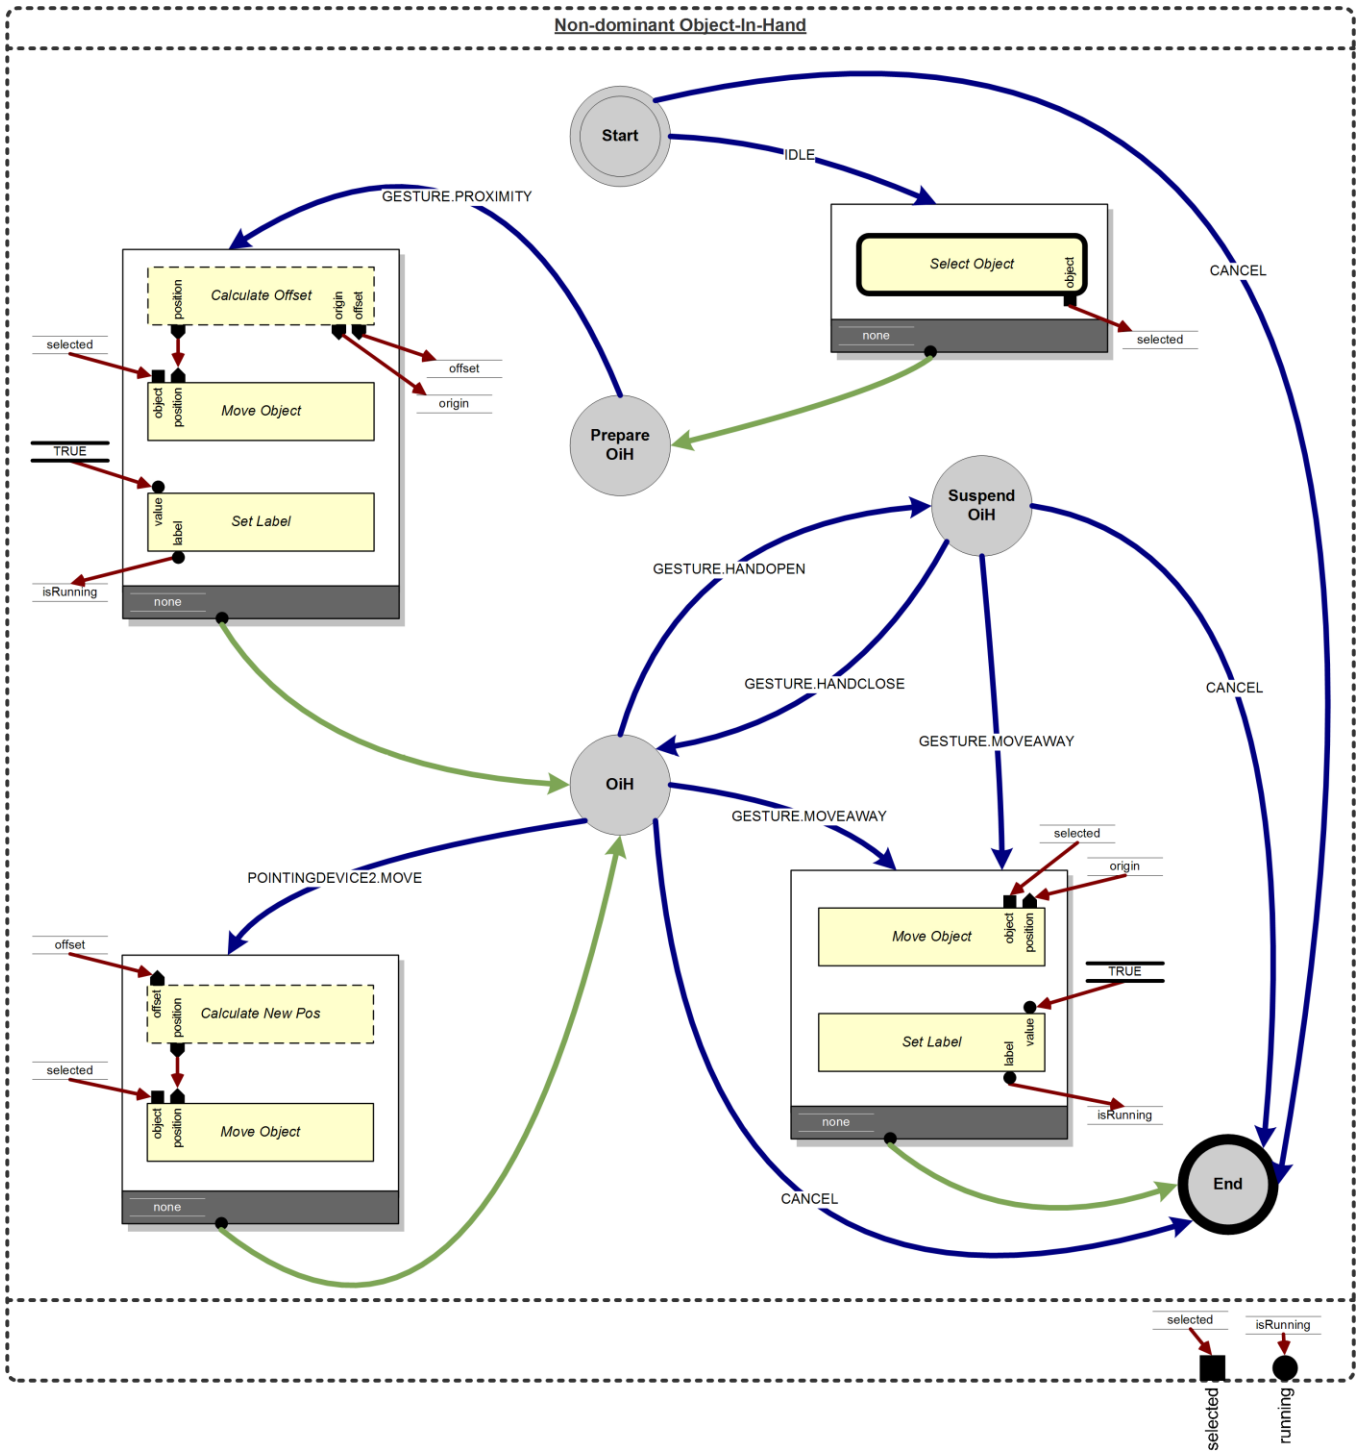 Non-dominant Object-In-Hand
Start
IDLE
GESTURE.PROXIMITY
CANCEL
Select Object
object
none
selected
Calculate Offset
position
origin
offset
selected
offset
origin
object
position
Move Object
TRUE
value
label
Set Label
isRunning
none
Prepare
OiH
Suspend
OiH
GESTURE.HANDOPEN
GESTURE.HANDCLOSE
CANCEL
GESTURE.MOVEAWAY
OiH
GESTURE.MOVEAWAY
POINTINGDEVICE2.MOVE
selected
origin
Move Object
object
position
TRUE
Set Label
label
value
isRunning
none
offset
offset
position
Calculate New Pos
selected
object
position
Move Object
none
CANCEL
End
selected
isRunning
selected
running